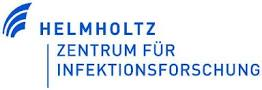 HELMHOLTZ
ZENTRUM FÜR
INFEKTIONSFORSCHUNG